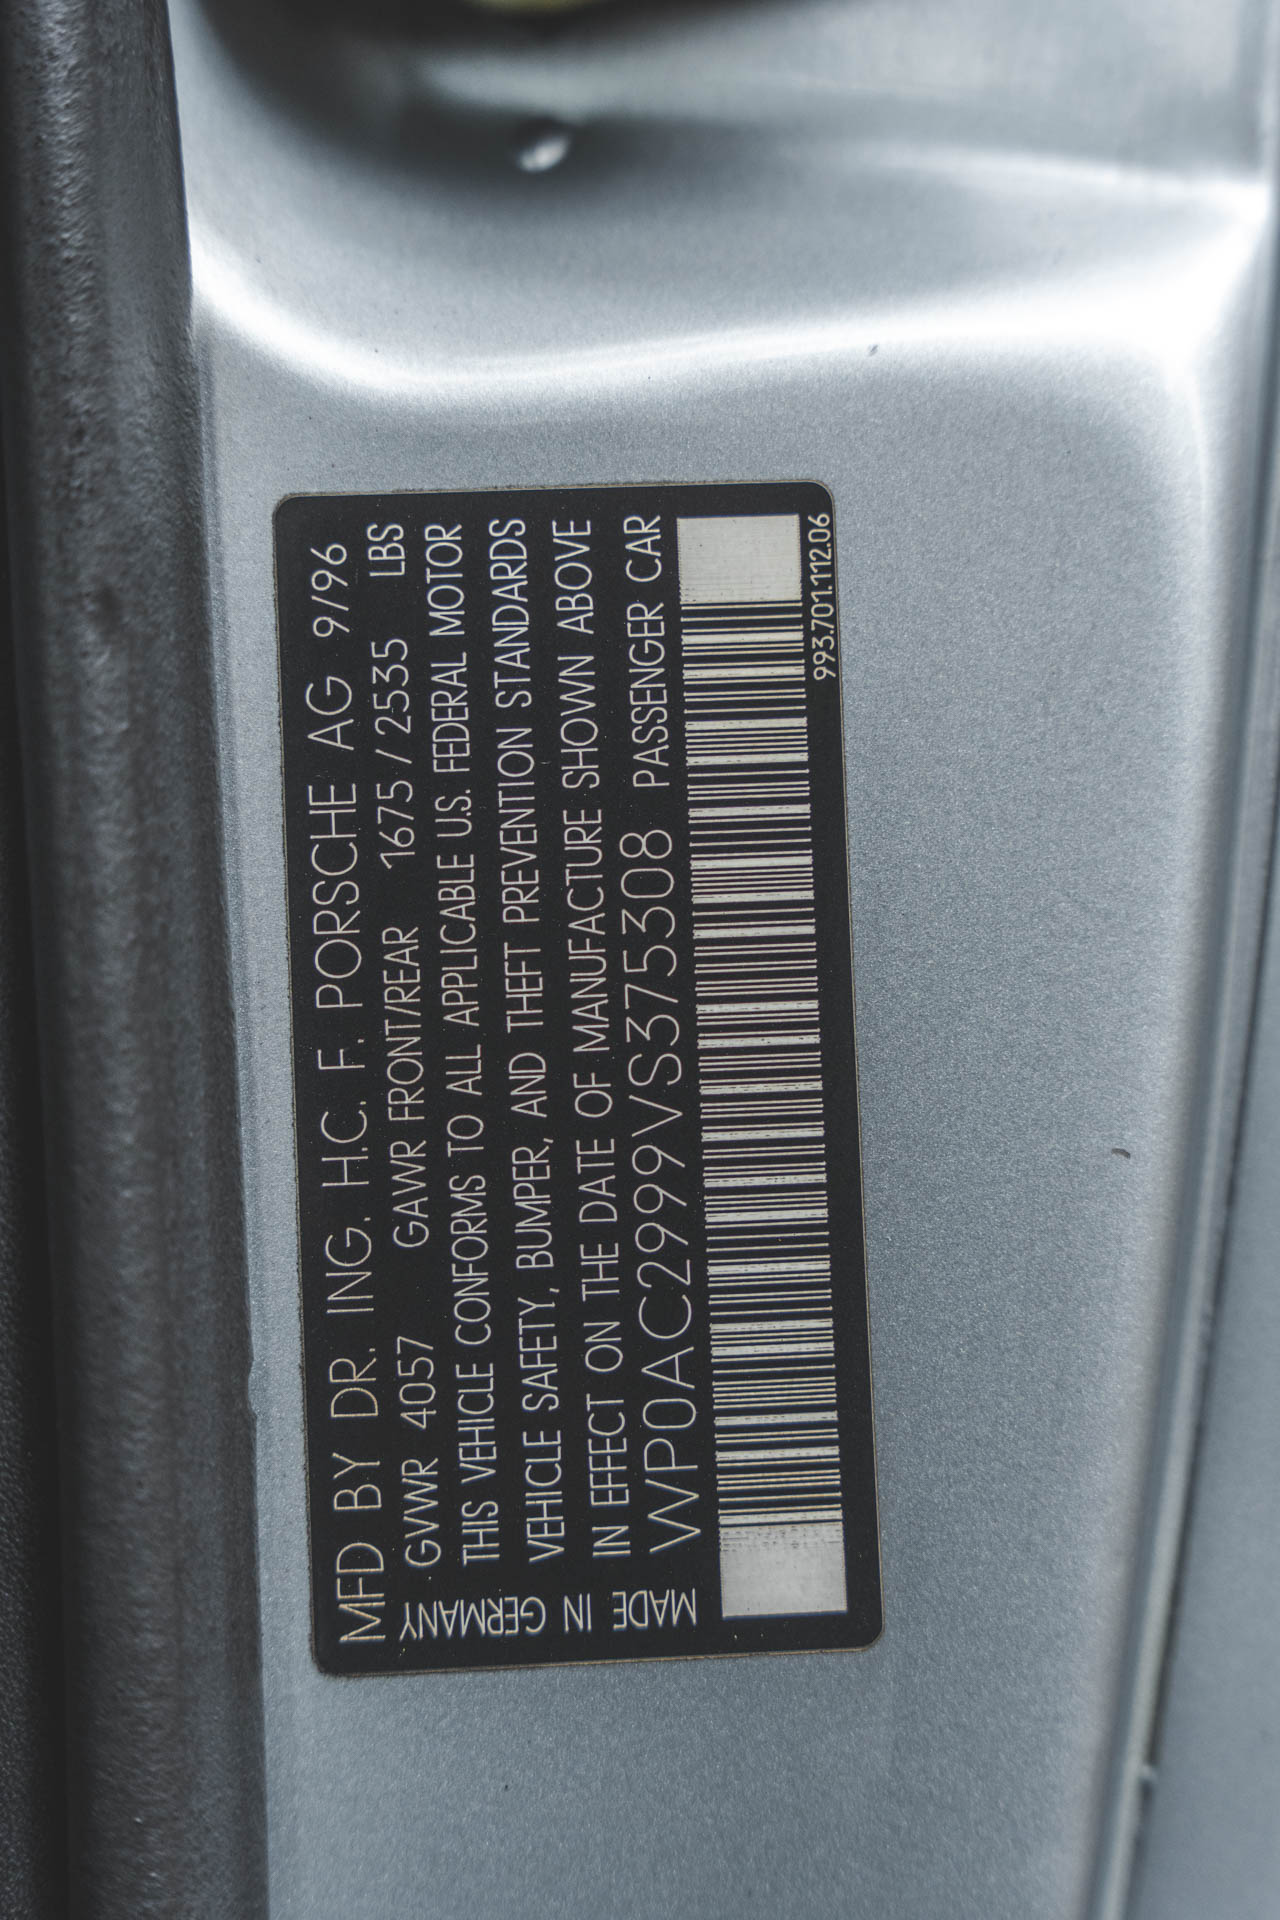 MFD BY DR. ING. H.C. F. PORSCHE AG 9/96
GVWR 4057 GAWR FRONT/REAR 1675/2535 LBS
THIS VEHICLE CONFORMS TO ALL APPLICABLE U.S. FEDERAL MOTOR
VEHICLE SAFETY, BUMPER, AND THEFT PREVENTION STANDARDS
IN EFFECT ON THE DATE OF MANUFACTURE SHOWN ABOVE
WP0AC2999VS375308 PASSENGER CAR
MADE IN GERMANY
993.701.112.06